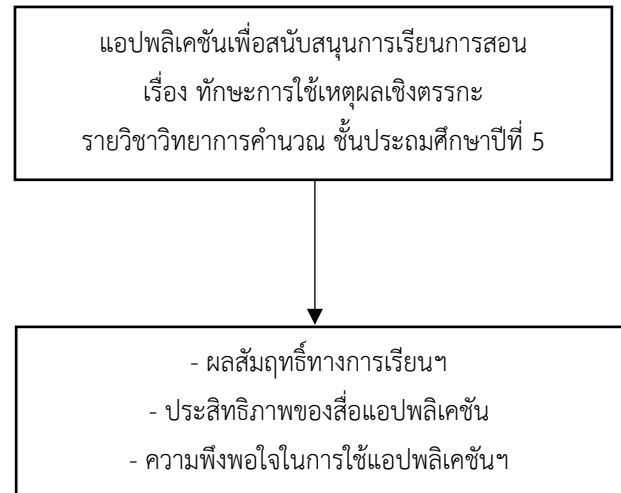 แอปพลิเคชันเพื่อสนับสนุนการเรียนการสอน
เรื่อง ทักษะการใช้เหตุผลเชิงตรรกะ
รายวิชาวิทยาการคำนวณ ชั้นประถมศึกษาปีที่ 5
- ผลสัมฤทธิ์ทางการเรียนฯ
- ประสิทธิภาพของสื่อแอปพลิเคชัน
- ความพึงพอใจในการใช้แอปพลิเคชันฯ